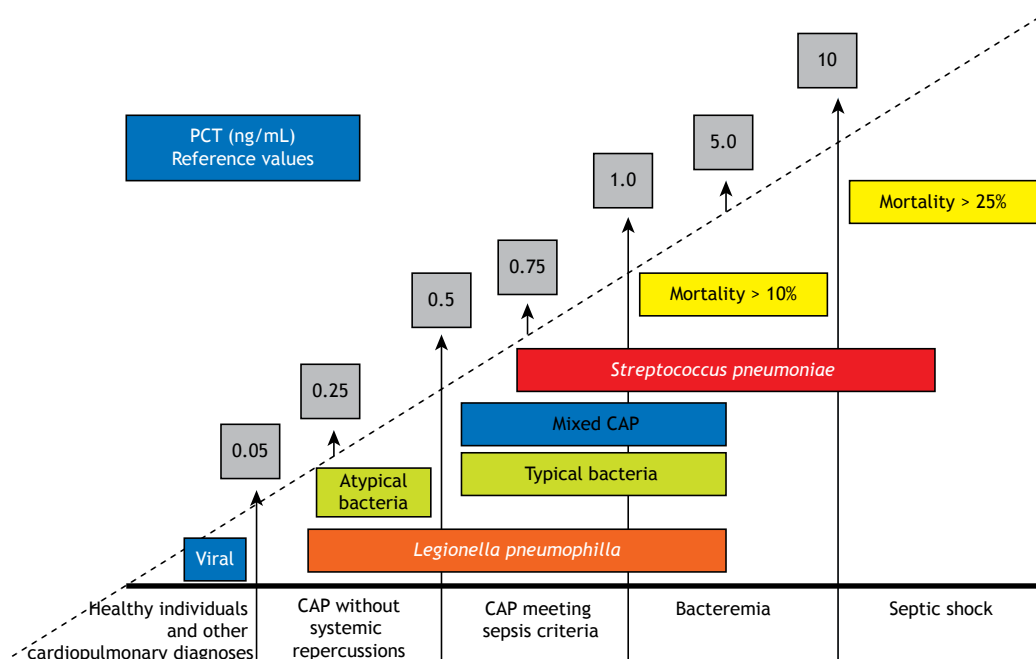 10
5.0
PCT (ng/mL)
Reference values
1.0
Mortality > 25%
0.75
0.5
Mortality > 10%
Streptococcus pneumoniae
0.25
Mixed CAP
0.05
Atypical
bacteria
Typical bacteria
Viral
Legionella pneumophilla
Healthy individuals
and other
cardiopulmonary diagnoses
CAP without
systemic
repercussions
CAP meeting
sepsis criteria
Bacteremia
Septic shock